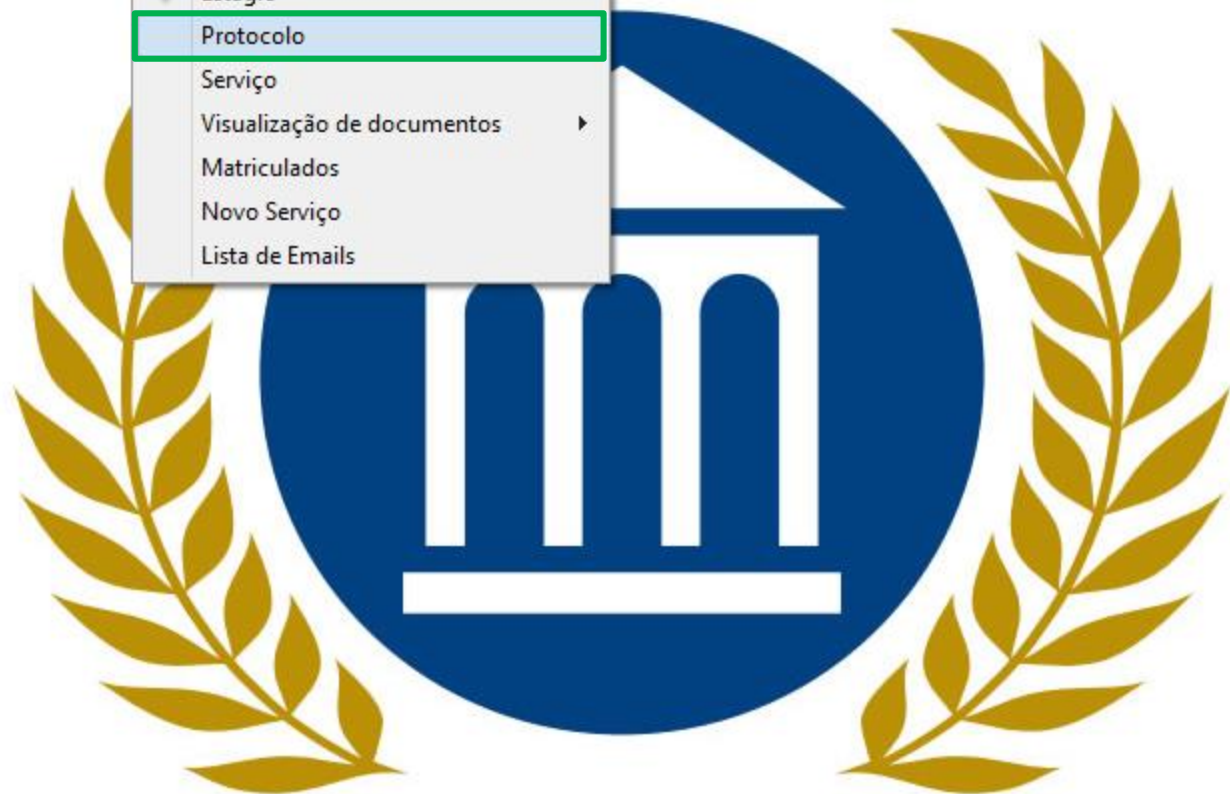 Protocolo
Serviço
Visualização de documentos
Matriculados
Novo Serviço
Lista de Emails